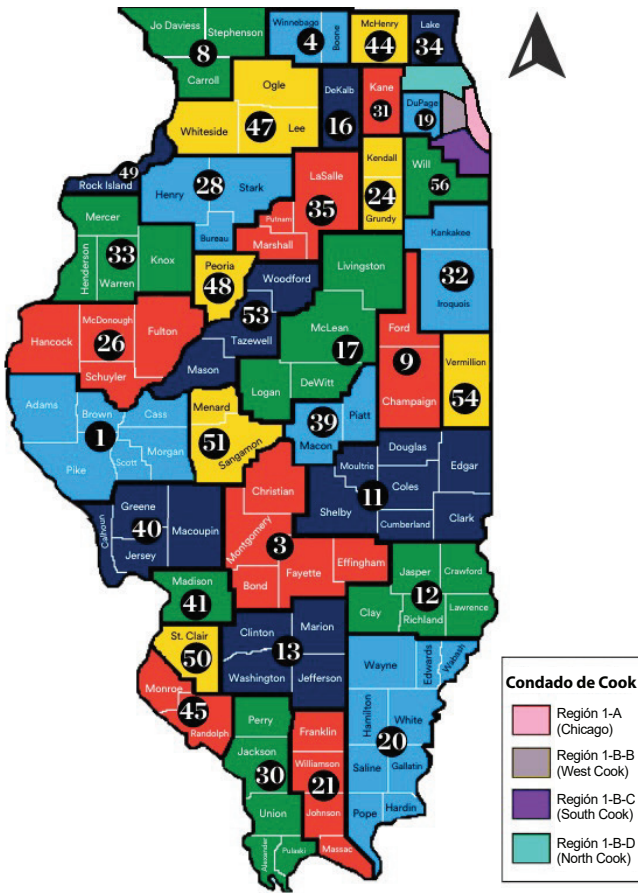 Jo Daviess
Stephenson
8
Carroll
Winnebago
4
Boone
McHenry
44
Lake
34
Ogle
Whiteside
47
Lee
DeKalb
16
Kane
31
DuPage
19
Kendall
24
Grundy
Will
56
49
Rock Island
Henry
28
Stark
Bureau
LaSalle
35
Putnam
Marshall
Mercer
Henderson
33
Warren
Knox
Peoria
48
Woodford
53
Tazewell
Mason
Livingston
McLean
17
Logan
DeWitt
Kankakee
32
Iroquois
Ford
9
Champaign
Vermillion
54
Hancock
McDonough
26
Fulton
Schuyler
Adams
Brown
Cass
1
Pike
Scott
Morgan
Menard
51
Sangamon
39
Macon
Piatt
Douglas
Moultrie
Coles
Edgar
11
Shelby
Cumberland
Clark
Greene
40
Calhoun
Jersey
Macoupin
Christian
Montgomery
3
Bond
Fayette
Effingham
Jasper
Crawford
12
Clay
Richland
Lawrence
Madison
41
St. Clair
50
Clinton
Marion
13
Washington
Jefferson
Monroe
45
Randolph
Wayne
Edwards
Wabash
Hamilton
White
20
Saline
Gallatin
Pope
Hardin
Perry
Jackson
30
Union
Alexander
Pulaski
Franklin
Williamson
21
Johnson
Massac
Condado de Cook
Región 1-A
(Chicago)
Región 1-B-B
(West Cook)
Región 1-B-C
(South Cook)
Región 1-B-D
(North Cook)